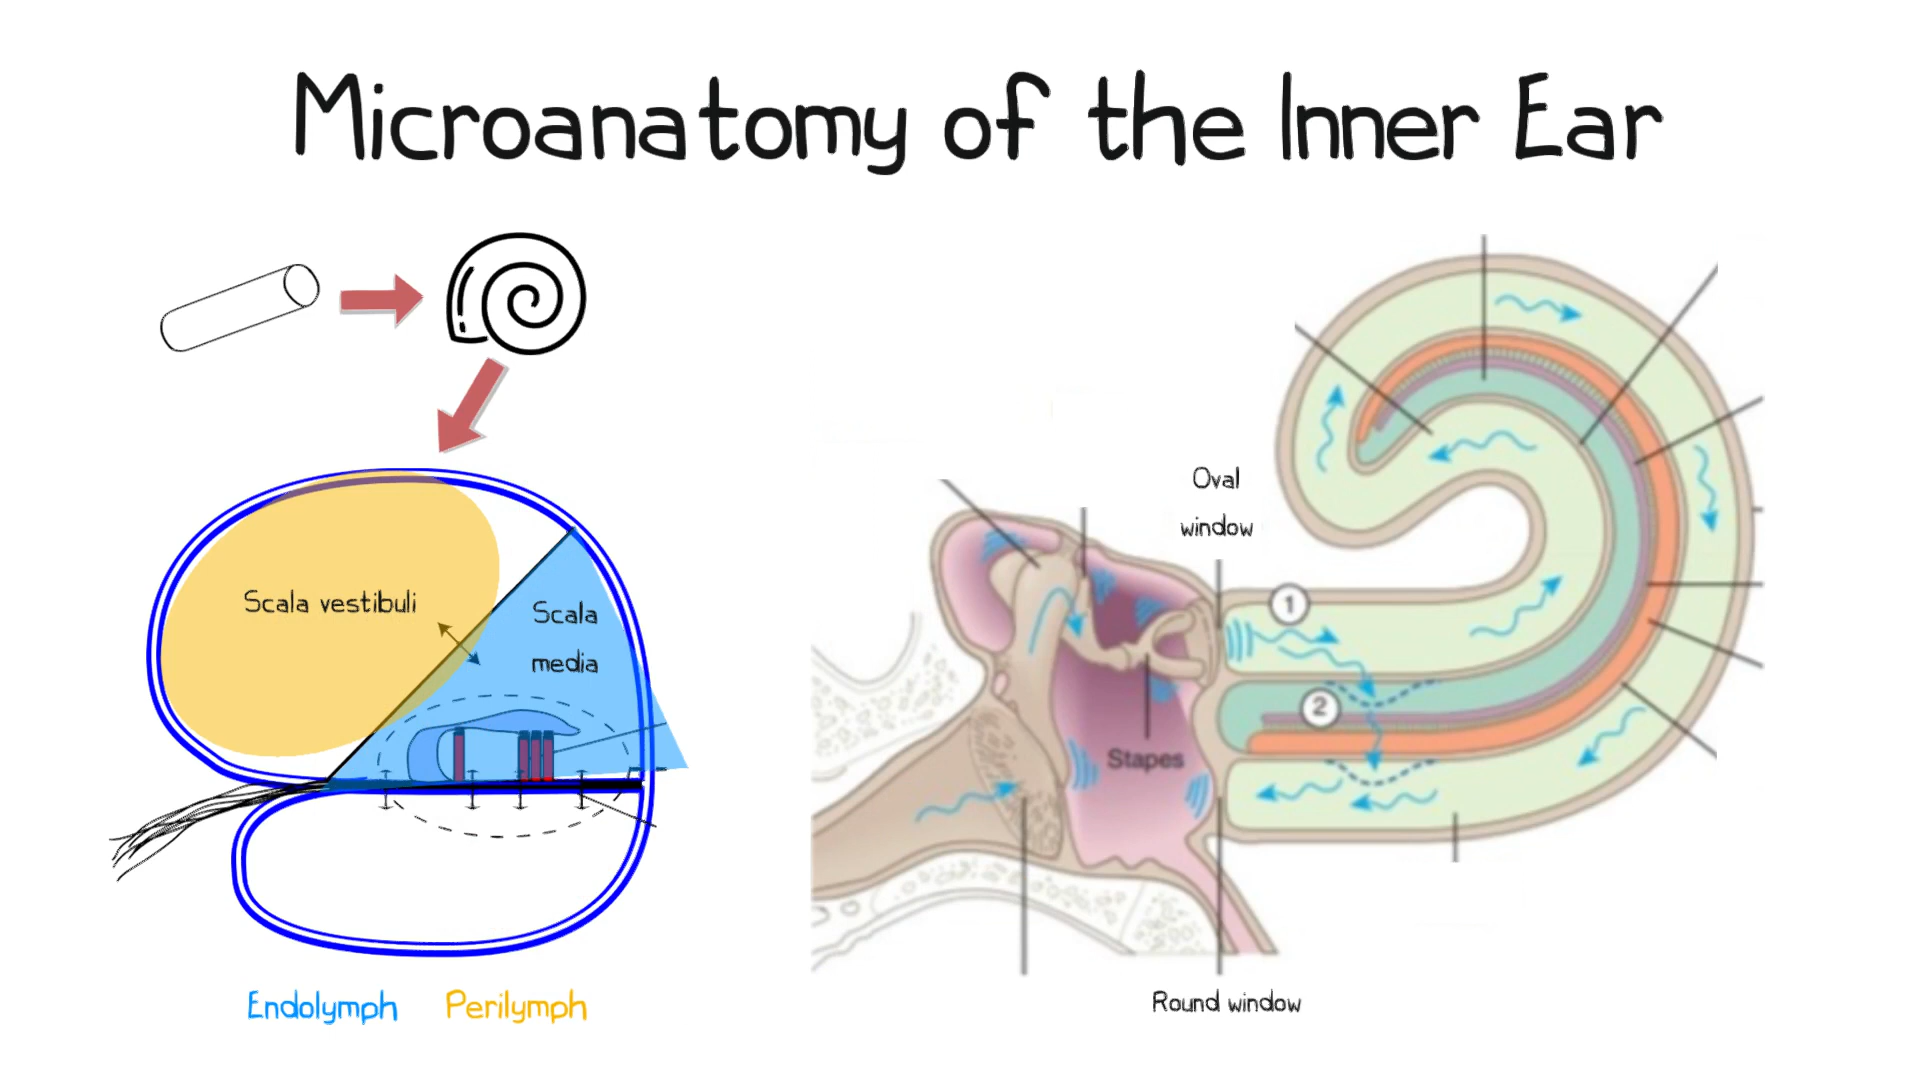 Microanatomy of the Inner Ear
Scala vestibuli
Scala
media
Endolymph Perilymph
Oval
window
1
2
Stapes
Round window